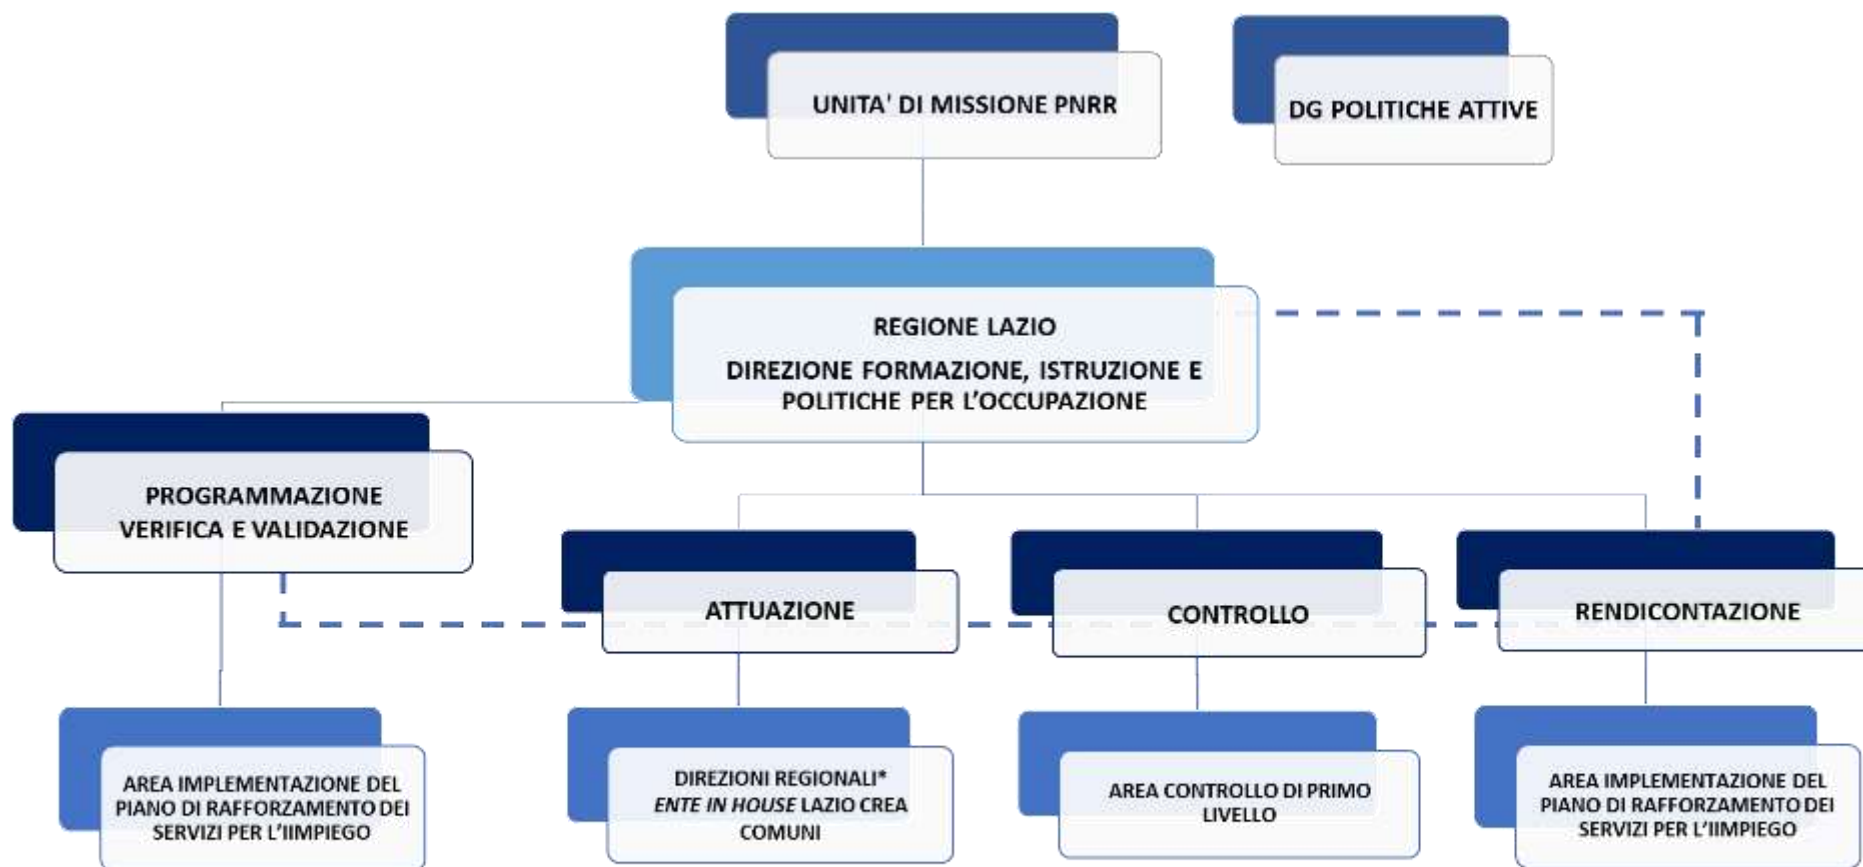 UNITA' DI MISSIONE PNRR
DG POLITICHE ATTIVE
REGIONE LAZIO
DIREZIONE FORMAZIONE, ISTRUZIONE E
POLITICHE PER L'OCCUPAZIONE
PROGRAMMAZIONE
VERIFICA E VALIDAZIONE
ATTUAZIONE
CONTROLLO
RENDICONTAZIONE
AREA IMPLEMENTAZIONE DEL
PIANO DI RAFFORZAMENTO DEI
SERVIZI PER L'IIMPIEGO
DIREZIONI REGIONALI*
ENTE IN HOUSE LAZIO CREA
COMUNI
AREA CONTROLLO DI PRIMO
LIVELLO
AREA IMPLEMENTAZIONE DEL
PIANO DI RAFFORZAMENTO DEI
SERVIZI PER L'IIMPIEGO